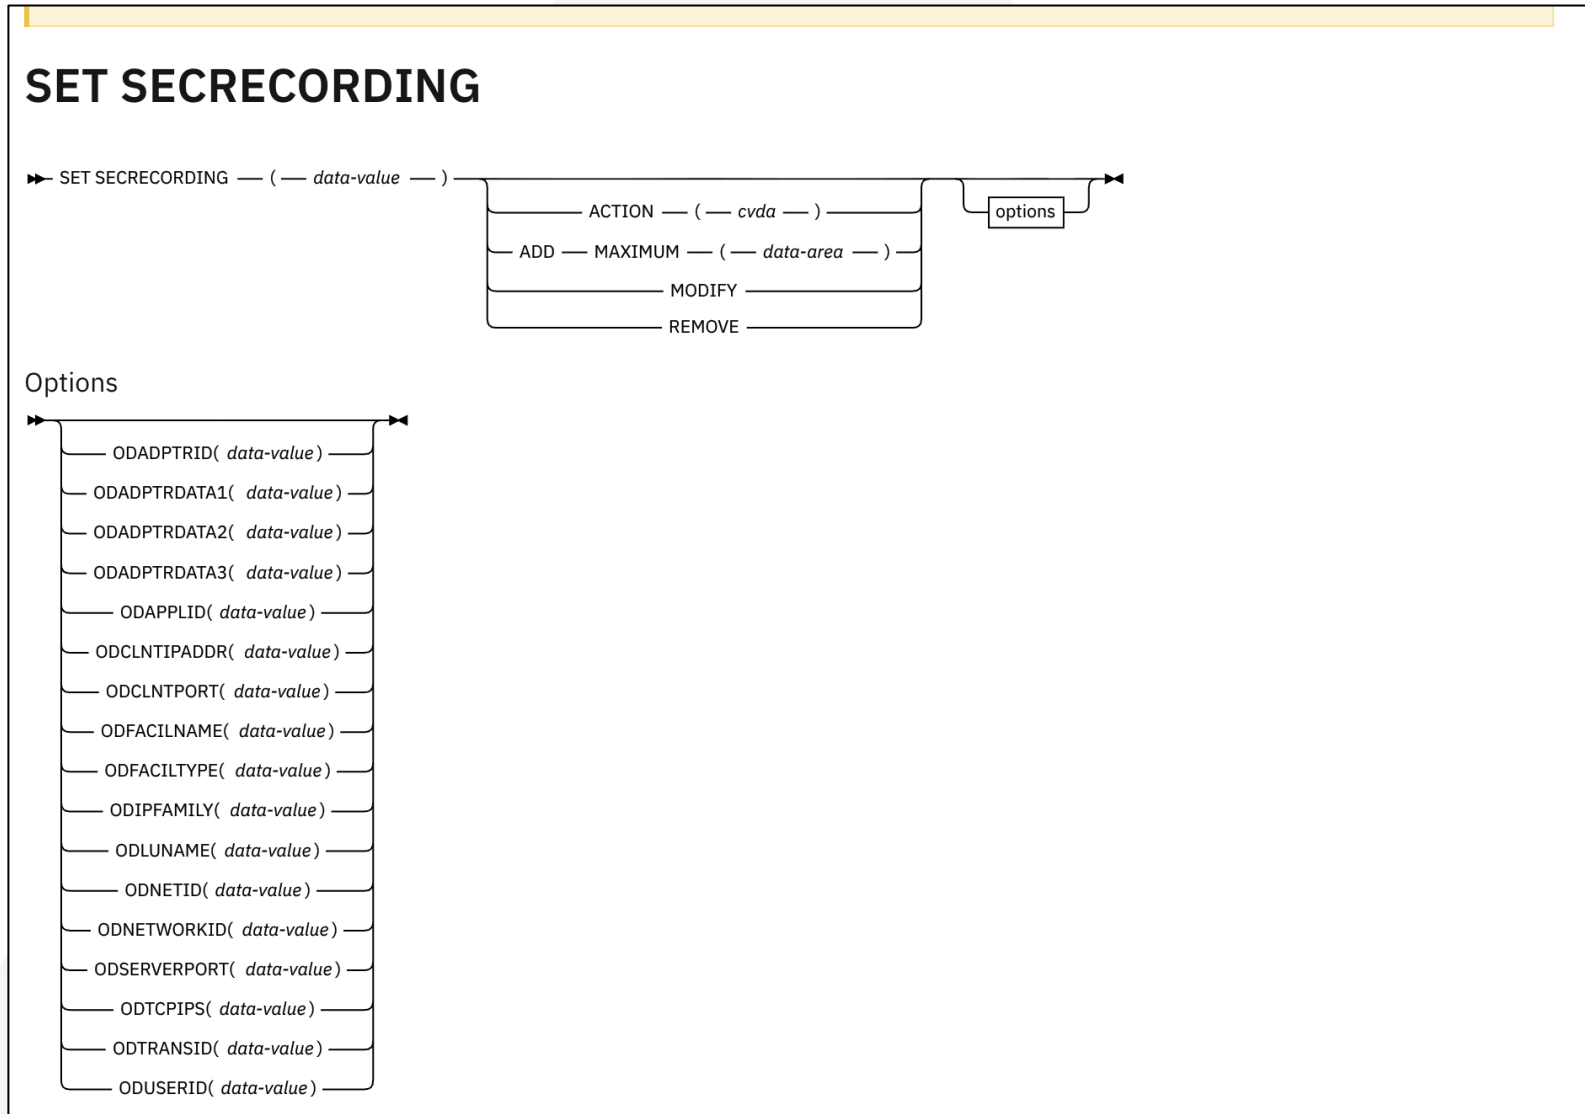 SET SECRECORDING
SET SECRECORDING ( data-value )
ACTION ( cvda ) options
ADD MAXIMUM ( data-area )
MODIFY
REMOVE
Options
ODADPTRID( data-value)
ODADPTRDATA1( data-value)
ODADPTRDATA2( data-value)
ODADPTRDATA3( data-value)
ODAPPLID( data-value)
ODCLNTIPADDR( data-value)
ODCLNTPORT( data-value)
ODFACILNAME( data-value)
ODFACILTYPE( data-value)
ODIPFAMILY( data-value)
ODLUNAME( data-value)
ODNETID( data-value)
ODNETWORKID( data-value)
ODSERVERPORT( data-value)
ODTCPIPS( data-value)
ODTRANSID( data-value)
ODUSERID( data-value)